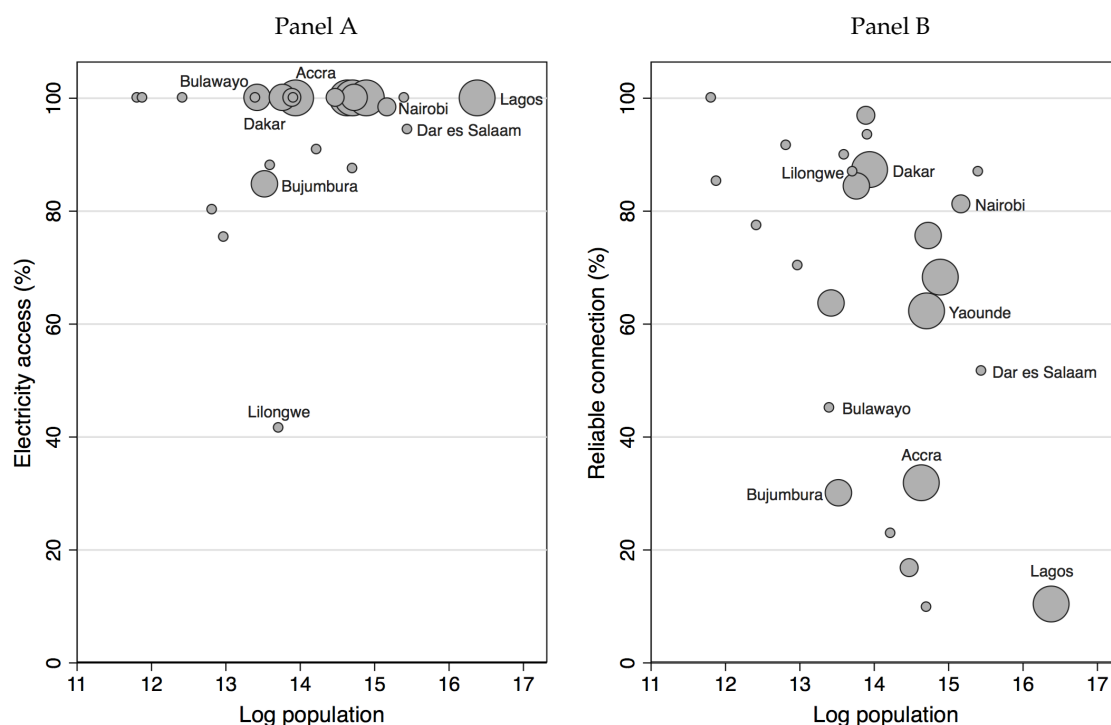 Panel A
Bulawayo
Accra
Lagos
Nairobi
Dakar
Dar es Salaam
Bujumbura
Lilongwe
Electricity access (%)
0
20
40
60
80
100
11 12 13 14 15 16 17
Log population
Panel B
Lilongwe
Dakar
Nairobi
Yaounde
Dar es Salaam
Bulawayo
Accra
Bujumbura
Lagos
Reliable connection (%)
0
20
40
60
80
100
11 12 13 14 15 16 17
Log population